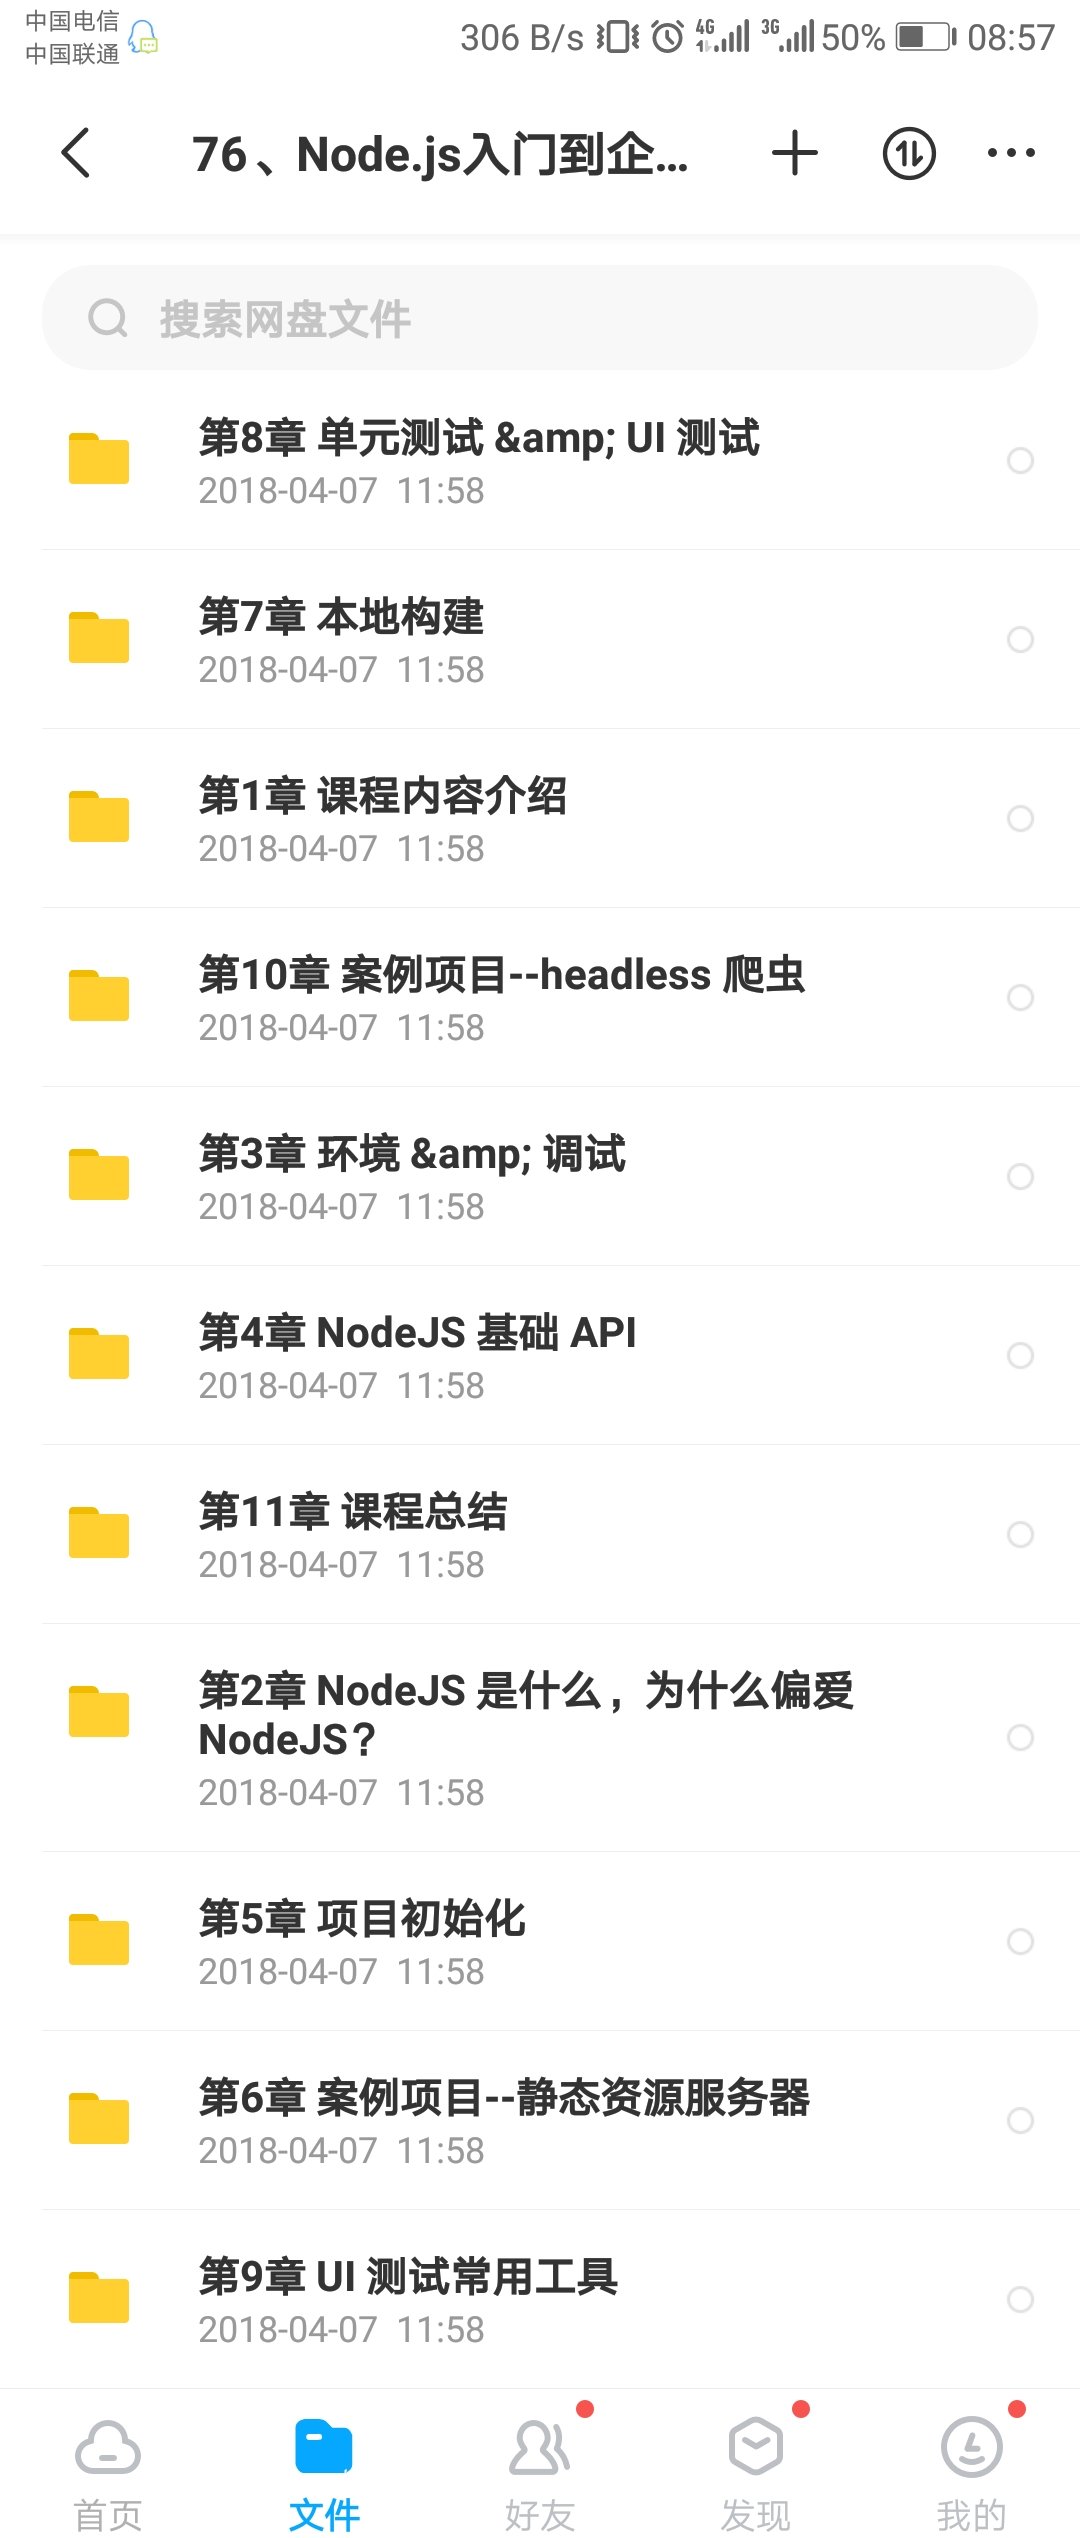 中国电信
中国联通
306 B/s 4G 3G 50% 08:57
76、Node.js入门到企...
搜索网盘文件
第8章 单元测试 &amp; UI 测试
2018-04-07 11:58
第7章 本地构建
2018-04-07 11:58
第1章 课程内容介绍
2018-04-07 11:58
第10章 案例项目--headless 爬虫
2018-04-07 11:58
第3章 环境 &amp; 调试
2018-04-07 11:58
第4章 NodeJS 基础 API
2018-04-07 11:58
第11章 课程总结
2018-04-07 11:58
第2章 NodeJS 是什么，为什么偏爱
NodeJS？
2018-04-07 11:58
第5章 项目初始化
2018-04-07 11:58
第6章 案例项目--静态资源服务器
2018-04-07 11:58
第9章 UI 测试常用工具
2018-04-07 11:58
首页 文件 好友 发现 我的